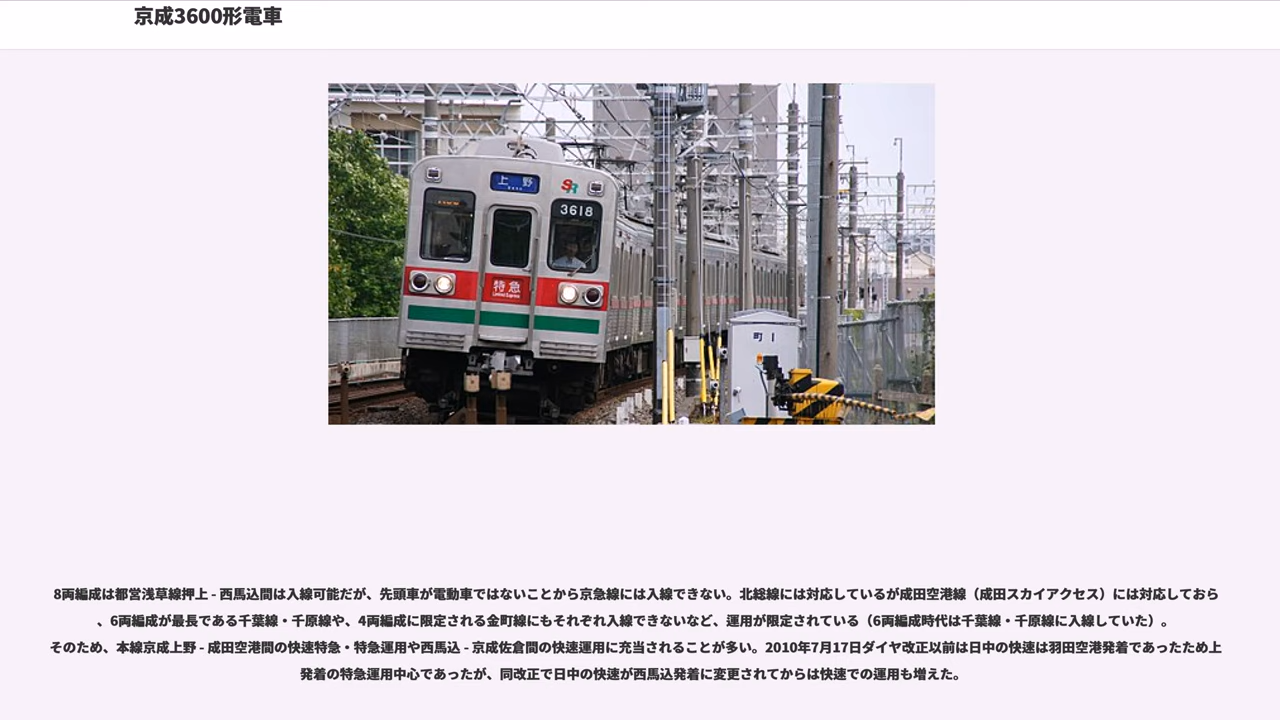 京成3600形電車
上野
SR
3618
特急
Limited Express
町1
8両編成は都営浅草線押上 - 西馬込間は入線可能だが、先頭車が電動車ではないことから京急線には入線できない。北総線には対応しているが成田空港線（成田スカイアクセス）には対応しておら
、6両編成が最長である千葉線・千原線や、4両編成に限定される金町線にもそれぞれ入線できないなど、運用が限定されている（6両編成時代は千葉線・千原線に入線していた）。
そのため、本線京成上野 - 成田空港間の快速特急・特急運用や西馬込 - 京成佐倉間の快速運用に充当されることが多い。2010年7月17日ダイヤ改正以前は日中の快速は羽田空港発着であったため上
発着の特急運用中心であったが、同改正で日中の快速が西馬込発着に変更されてからは快速での運用も増えた。